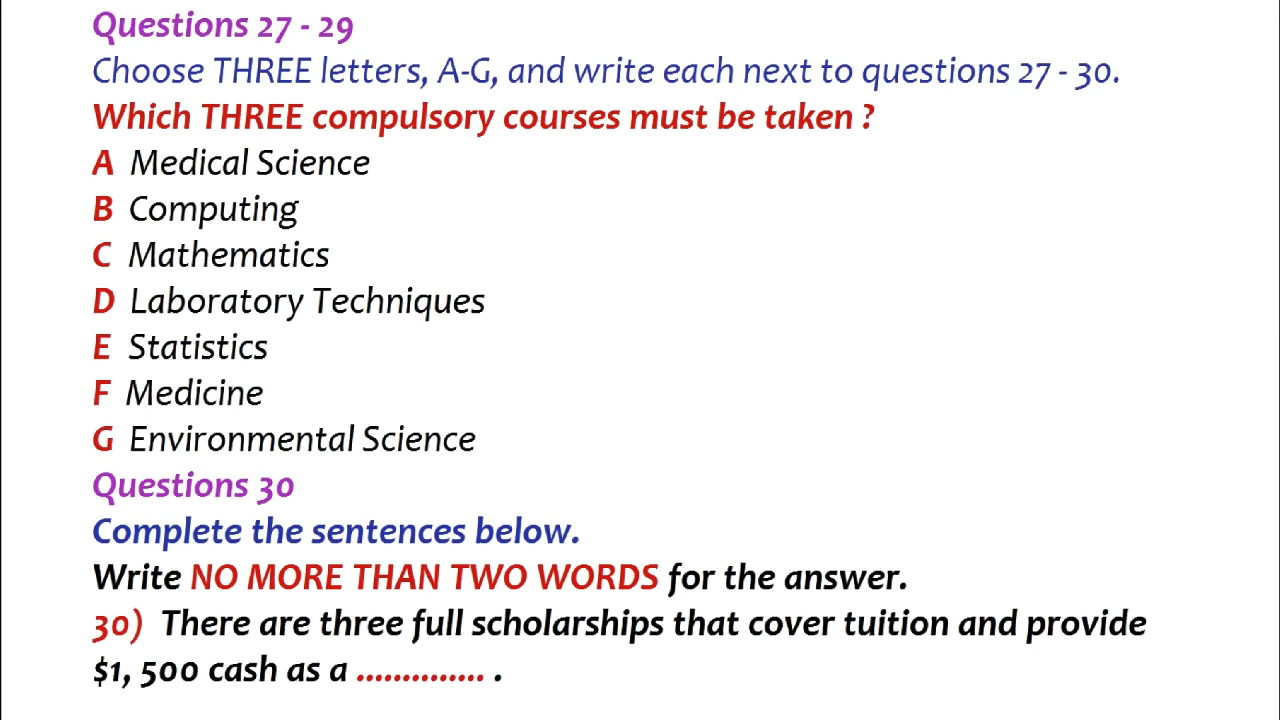 Questions 27 - 29
Choose THREE letters, A-G, and write each next to questions 27 - 30.
Which THREE compulsory courses must be taken ?
A Medical Science
B Computing
C Mathematics
D Laboratory Techniques
E Statistics
F Medicine
G Environmental Science
Questions 30
Complete the sentences below.
Write NO MORE THAN TWO WORDS for the answer.
30) There are three full scholarships that cover tuition and provide
$1, 500 cash as a .............. .